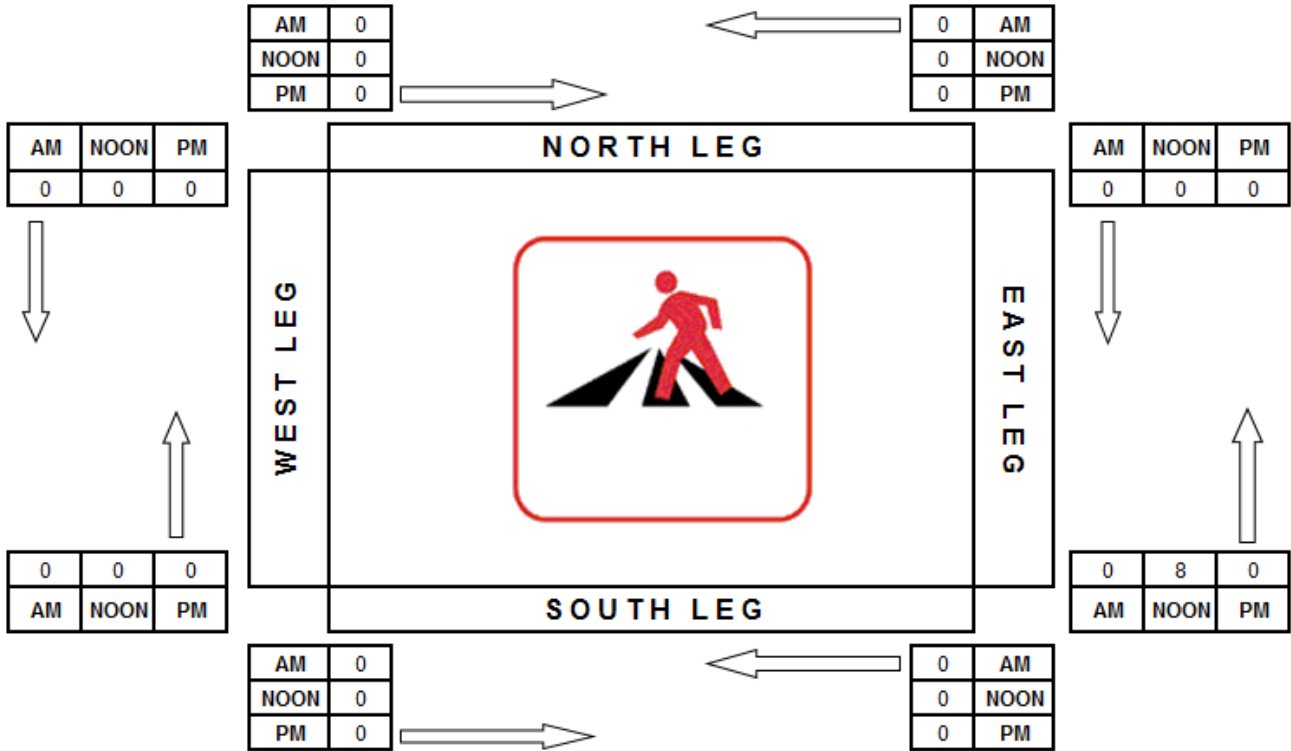 AM 0
NOON 0
PM 0
0 AM
0 NOON
0 PM
AM NOON PM
0 0 0
NORTH LEG
AM NOON PM
0 0 0
WEST LEG
EAST LEG
0 0 0
AM NOON PM
SOUTH LEG
0 8 0
AM NOON PM
AM 0
NOON 0
PM 0
0 AM
0 NOON
0 PM